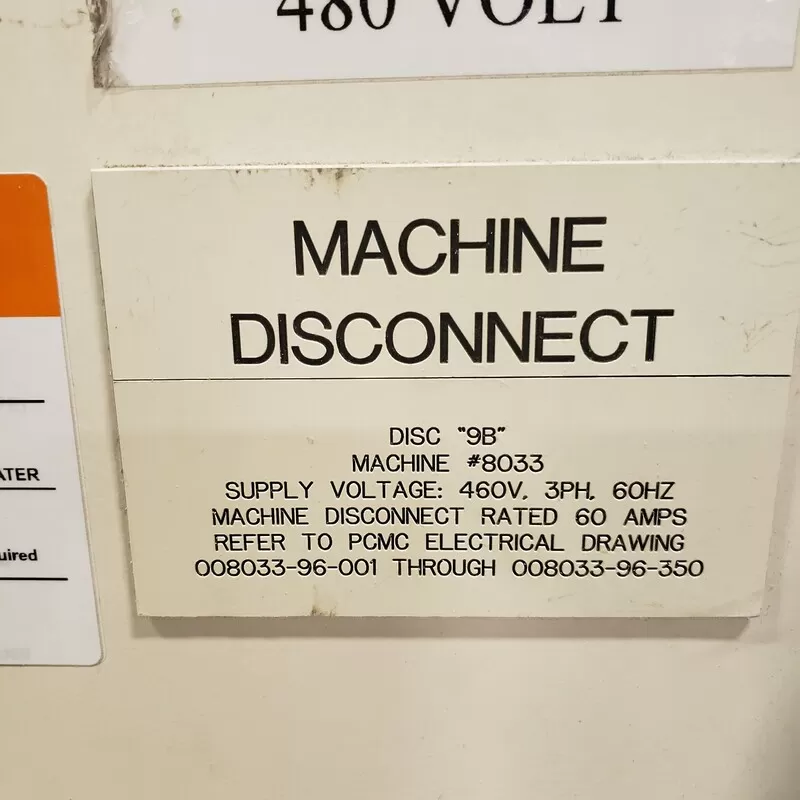 480 VOLT
MACHINE
DISCONNECT
DISC "9B"
MACHINE #8033
SUPPLY VOLTAGE: 460V, 3PH, 60HZ
MACHINE DISCONNECT RATED 60 AMPS
REFER TO PCMC ELECTRICAL DRAWING
008033-96-001 THROUGH 008033-96-350
ATER
uired